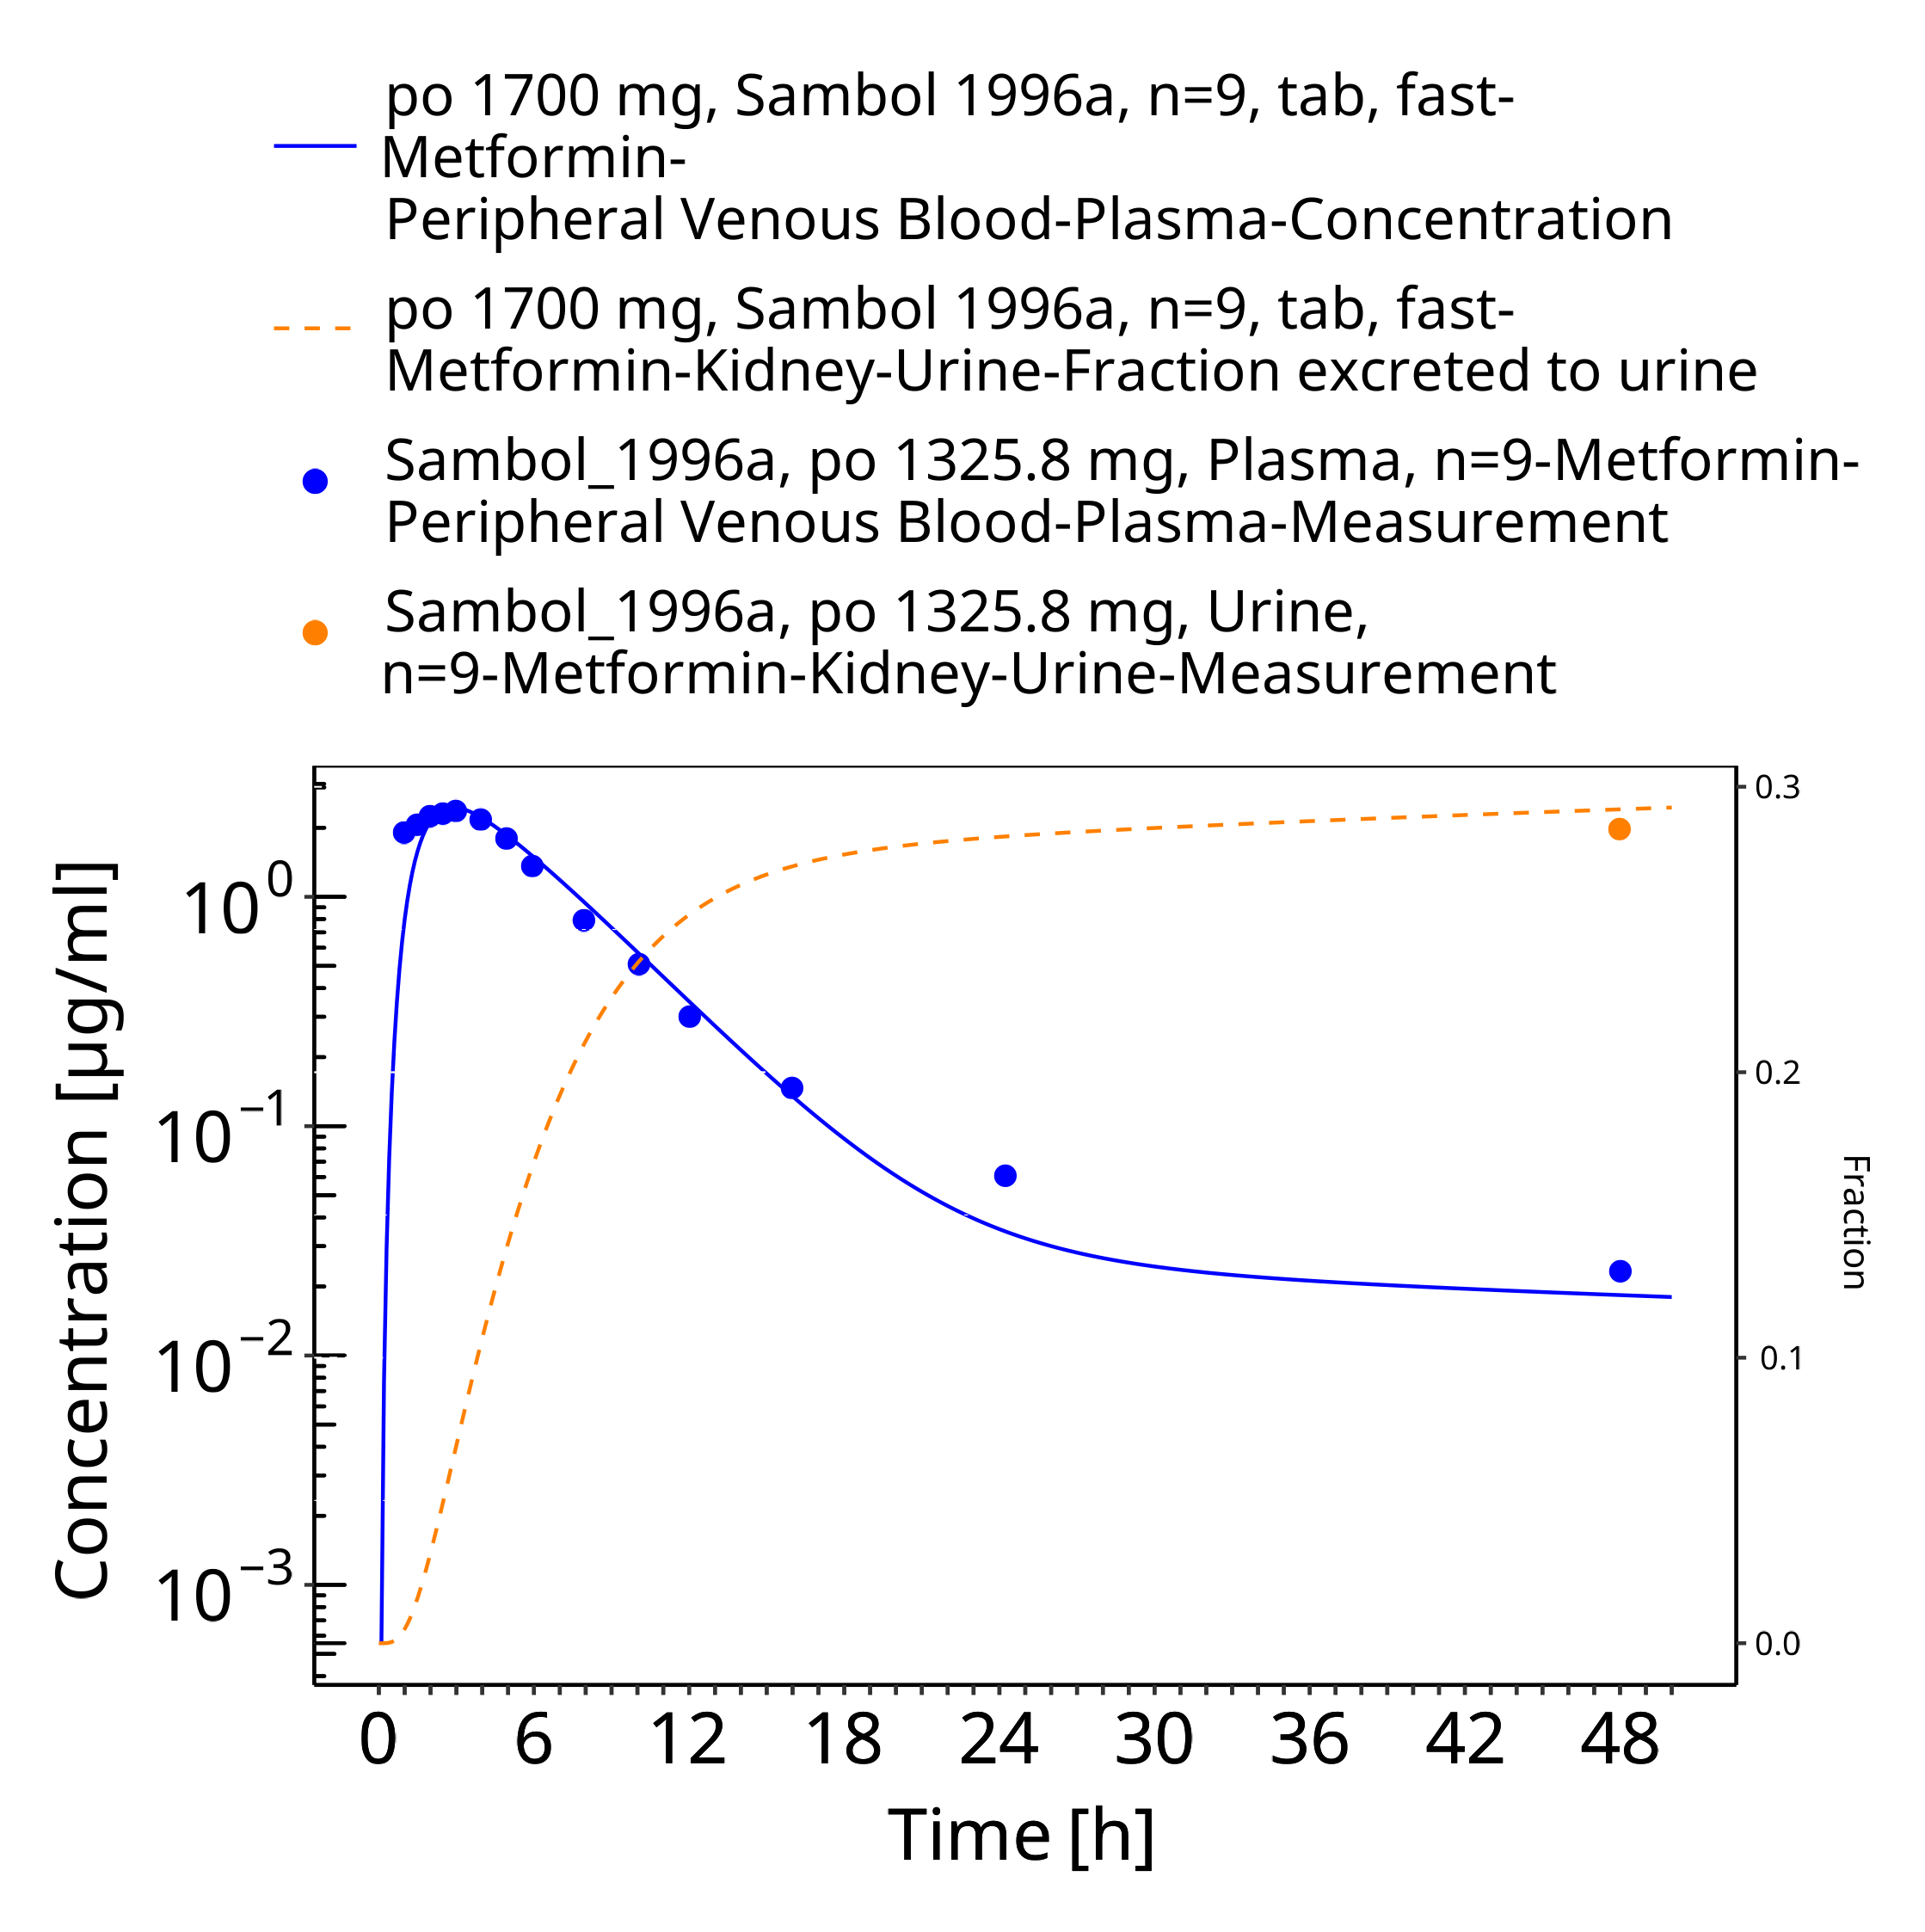 po 1700 mg, Sambol 1996a, n=9, tab, fast-
Metformin-
Peripheral Venous Blood-Plasma-Concentration
po 1700 mg, Sambol 1996a, n=9, tab, fast-
Metformin-Kidney-Urine-Fraction excreted to urine
Sambol_1996a, po 1325.8 mg, Plasma, n=9-Metformin-
Peripheral Venous Blood-Plasma-Measurement
Sambol_1996a, po 1325.8 mg, Urine,
n=9-Metformin-Kidney-Urine-Measurement
Concentration [µg/ml]
10⁰
10⁻¹
10⁻²
10⁻³
0.3
0.2
0.1
0.0
Fraction
0 6 12 18 24 30 36 42 48
Time [h]